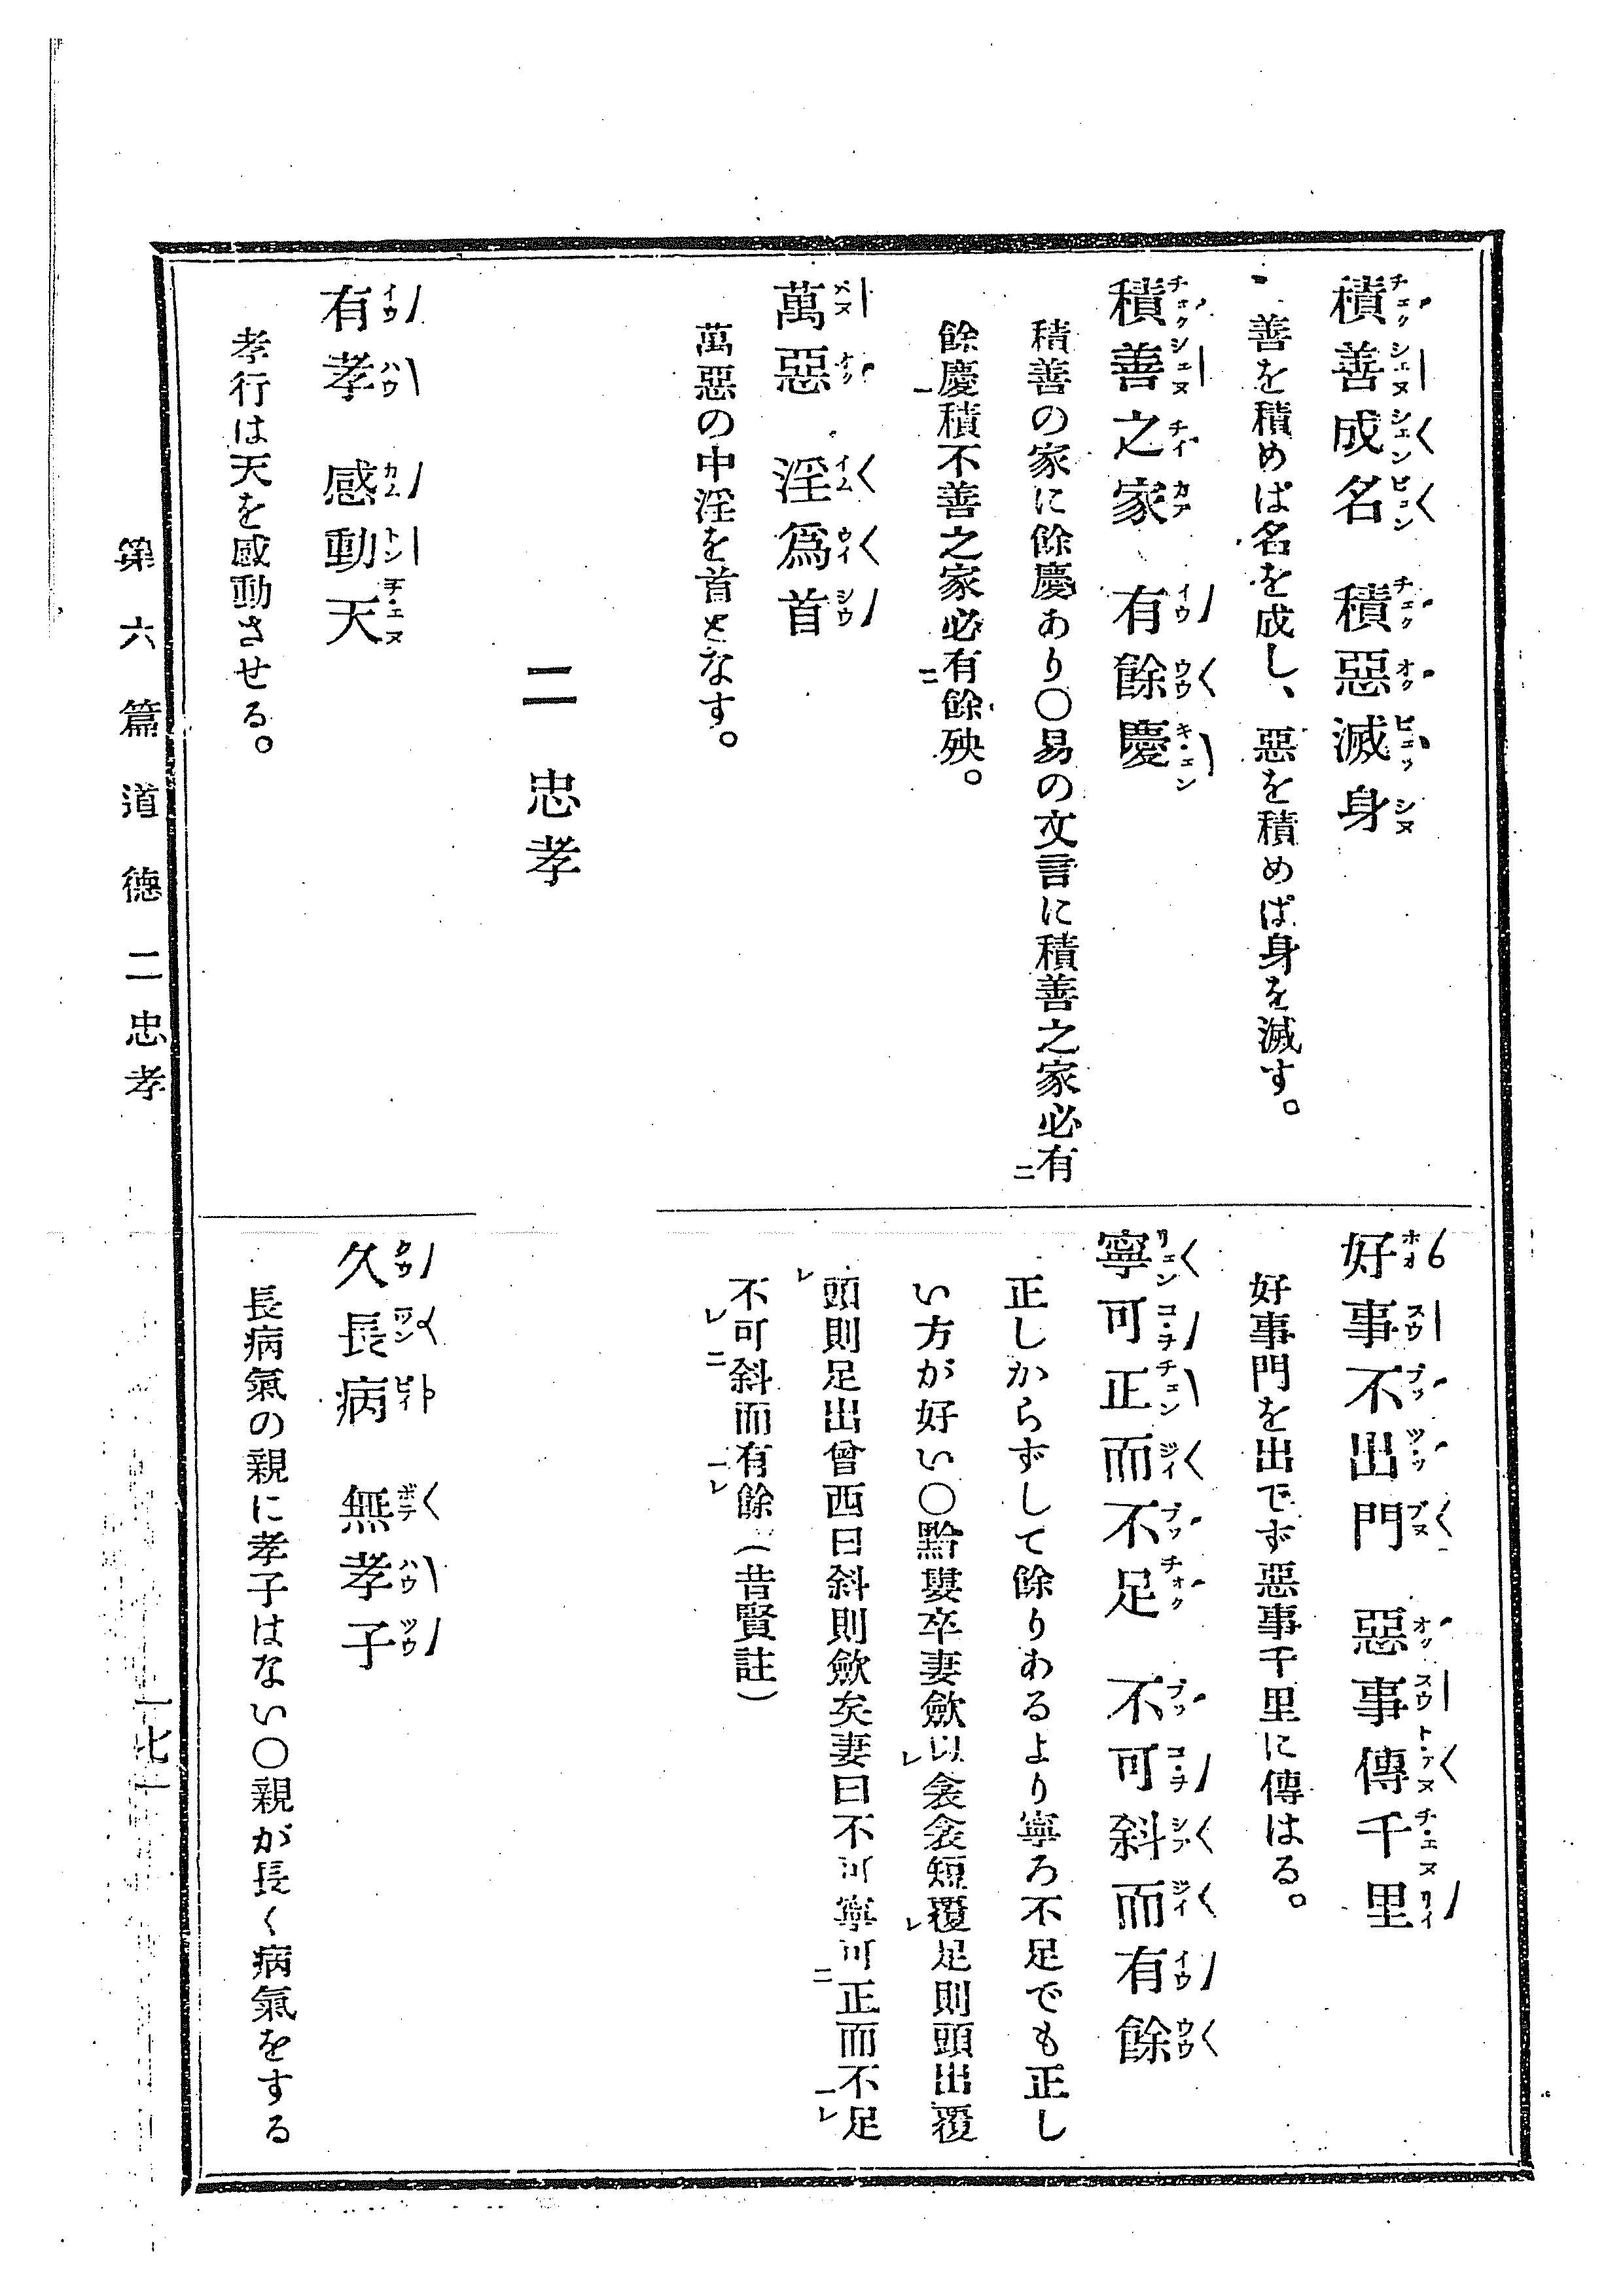 積善成名　積惡滅身
善を積めば名を成し、惡を積めば身を滅す。
積善之家　有餘慶
積善の家に餘慶あり〇易の文言に積善之家必有
餘慶積不善之家必有餘殃。
萬惡　淫爲首
萬惡の中淫を首となす。
二　忠孝
有孝　感動天
孝行は天を感動させる。
好事不出門　惡事傳千里
好事門を出でず惡事千里に傳はる。
寧可正而不足　不可斜而有餘
正しからずして餘りあるより寧ろ不足でも正し
い方が好い〇黔婁卒妻歛以衾衾短覆足則頭出覆
頭則足出曾西曰斜則歛矣妻曰不可寧可正而不足
不可斜而有餘（昔賢註）
久長病　無孝子
長病氣の親に孝子はない〇親が長く病氣をする
第六篇　道德　二忠孝
一七一